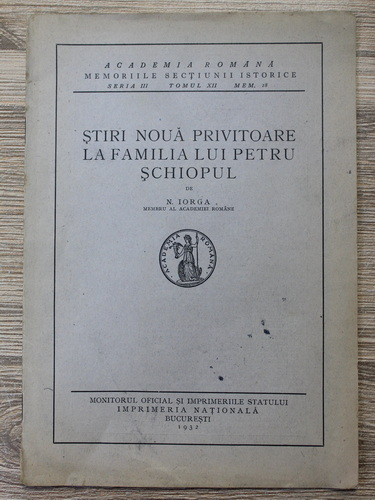 ACADEMIA ROMÂNĂ
MEMORIILE SECȚIUNII ISTORICE
SERIA III TOMUL XII MEM. 16
ȘTIRI NOUĂ PRIVITOARE
LA FAMILIA LUI PETRU
ȘCHIOPUL
DE
N. IORGA
MEMBRU AL ACADEMIEI ROMÂNE
ACADEMIA ROMANA
MONITORUL OFICIAL ȘI IMPRIMERIILE STATULUI
IMPRIMERIA NAȚIONALĂ
BUCUREȘTI
1932